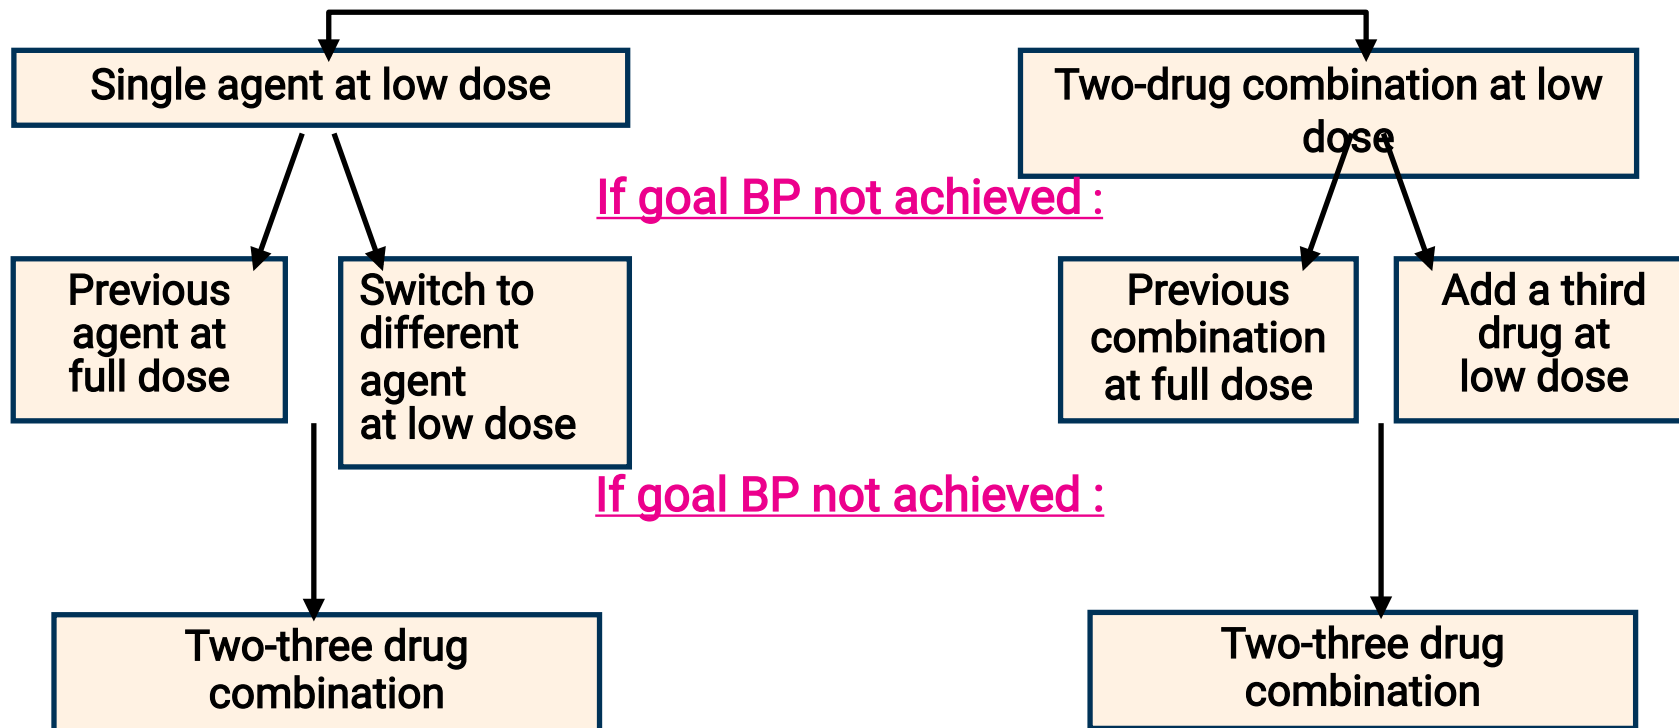 Single agent at low dose
Two-drug combination at low
dose
If goal BP not achieved :
Previous
agent at
full dose
Switch to
different
agent
at low dose
Previous
combination
at full dose
Add a third
drug at
low dose
If goal BP not achieved :
Two-three drug
combination
Two-three drug
combination